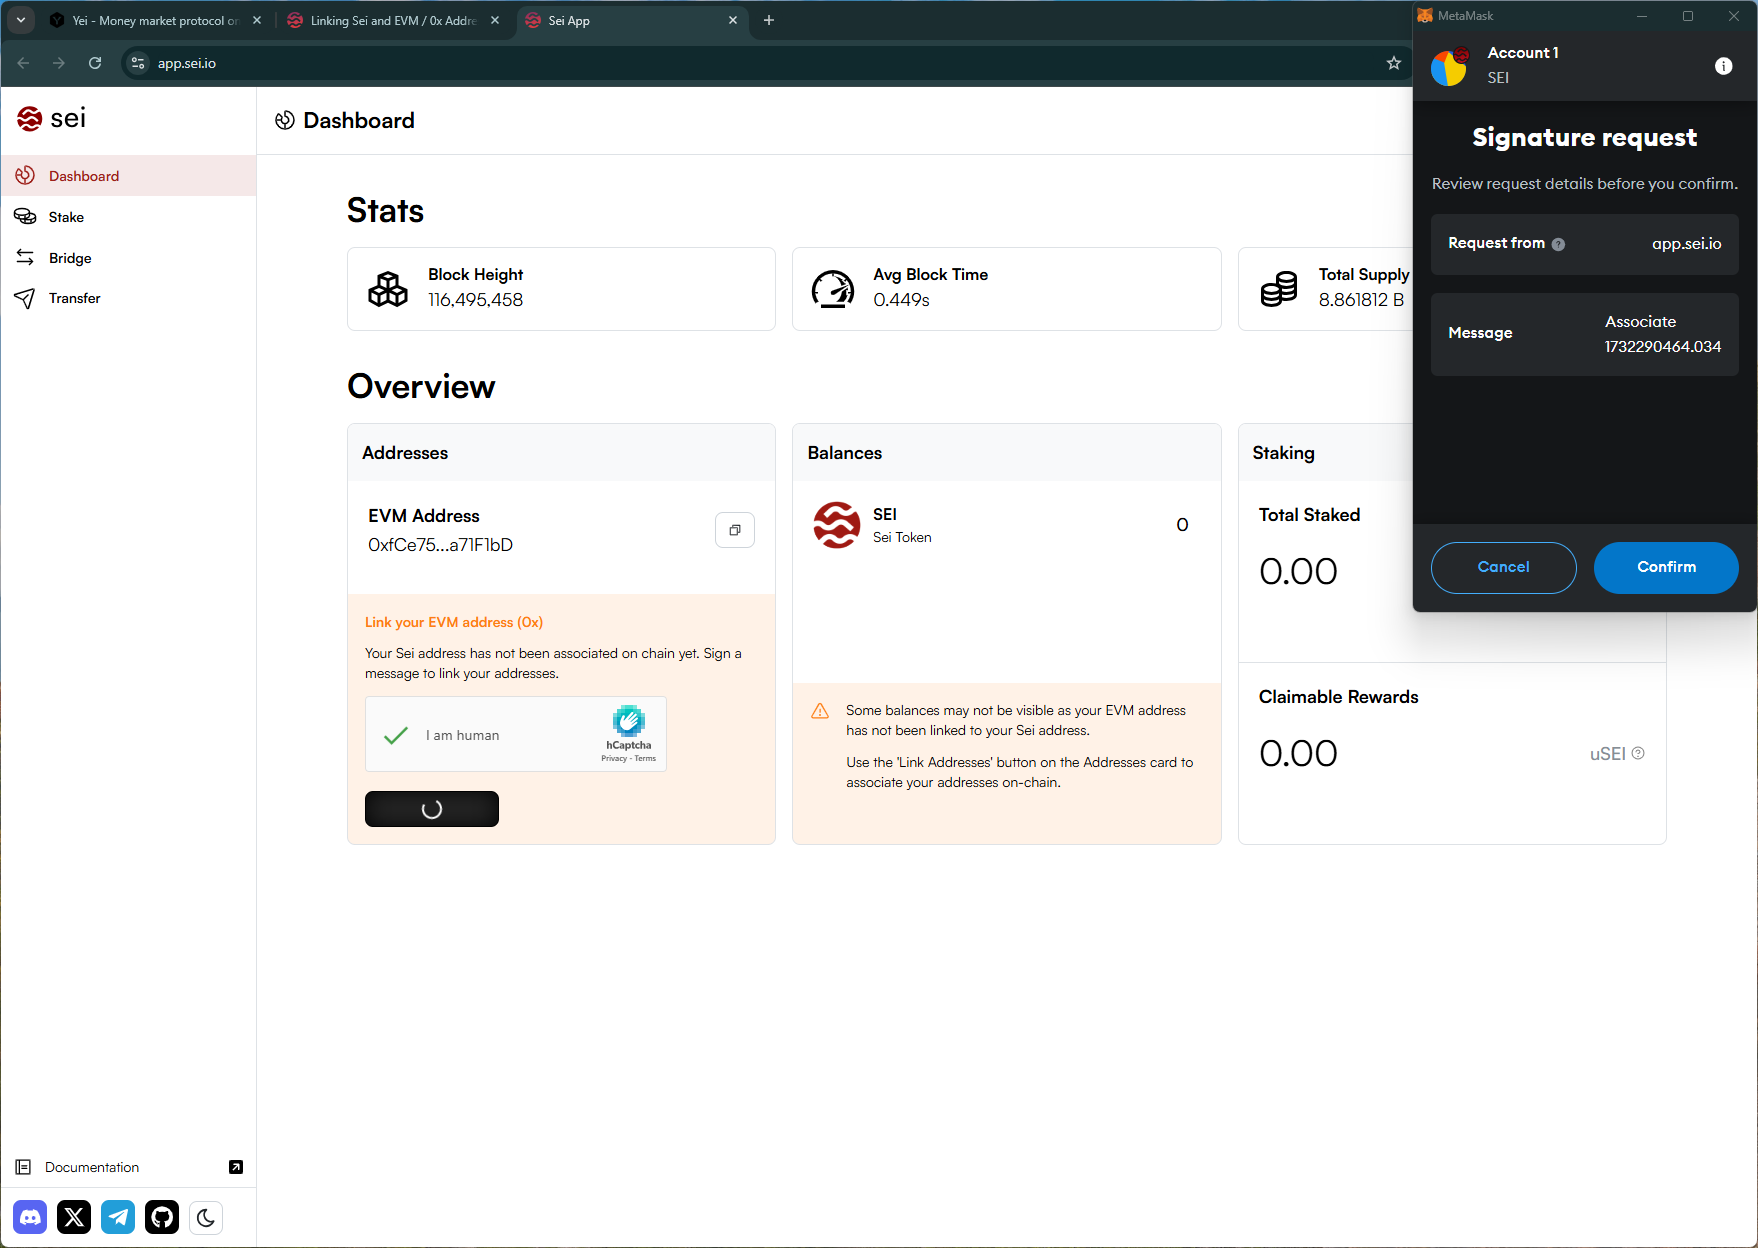 Yei - Money market protocol on
Linking Sei and EVM / 0x Addre
Sei App
app.sei.io
sei
Dashboard
Stake
Bridge
Transfer
Documentation
Dashboard
Stats
Block Height
116,495,458
Avg Block Time
0.449s
Total Supply
8.861812 B
Overview
Addresses
EVM Address
0xfCe75...a71F1bD
Link your EVM address (0x)
Your Sei address has not been associated on chain yet. Sign a
message to link your addresses.
I am human
hCaptcha
Privacy - Terms
Balances
SEI
Sei Token
0
Some balances may not be visible as your EVM address
has not been linked to your Sei address.
Use the 'Link Addresses' button on the Addresses card to
associate your addresses on-chain.
Staking
Total Staked
0.00
Claimable Rewards
0.00
uSEI
MetaMask
Account 1
SEI
Signature request
Review request details before you confirm.
Request from
app.sei.io
Message
Associate
1732290464.034
Cancel
Confirm